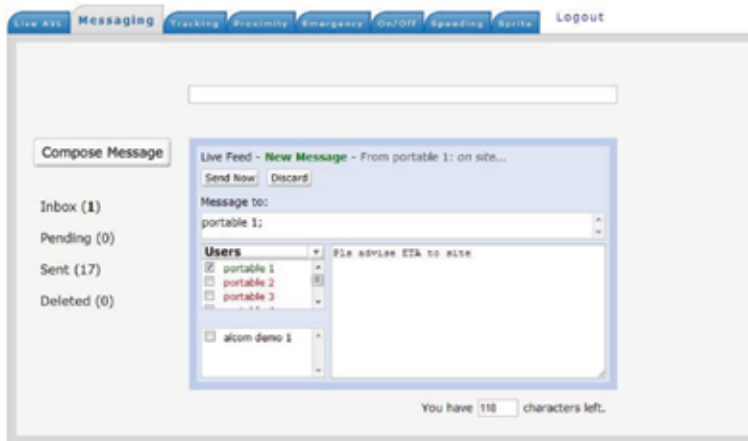 Live AVL Messaging Tracking Proximity Emergency On/Off Speeding Sprite Logout
Compose Message
Inbox (1)
Pending (0)
Sent (17)
Deleted (0)
Live Feed - New Message - From portable 1: on site...
Send Now Discard
Message to:
portable 1;
Users
portable 1
portable 2
portable 3
alcom demo 1
Pls advise ETA to site
You have 118 characters left.